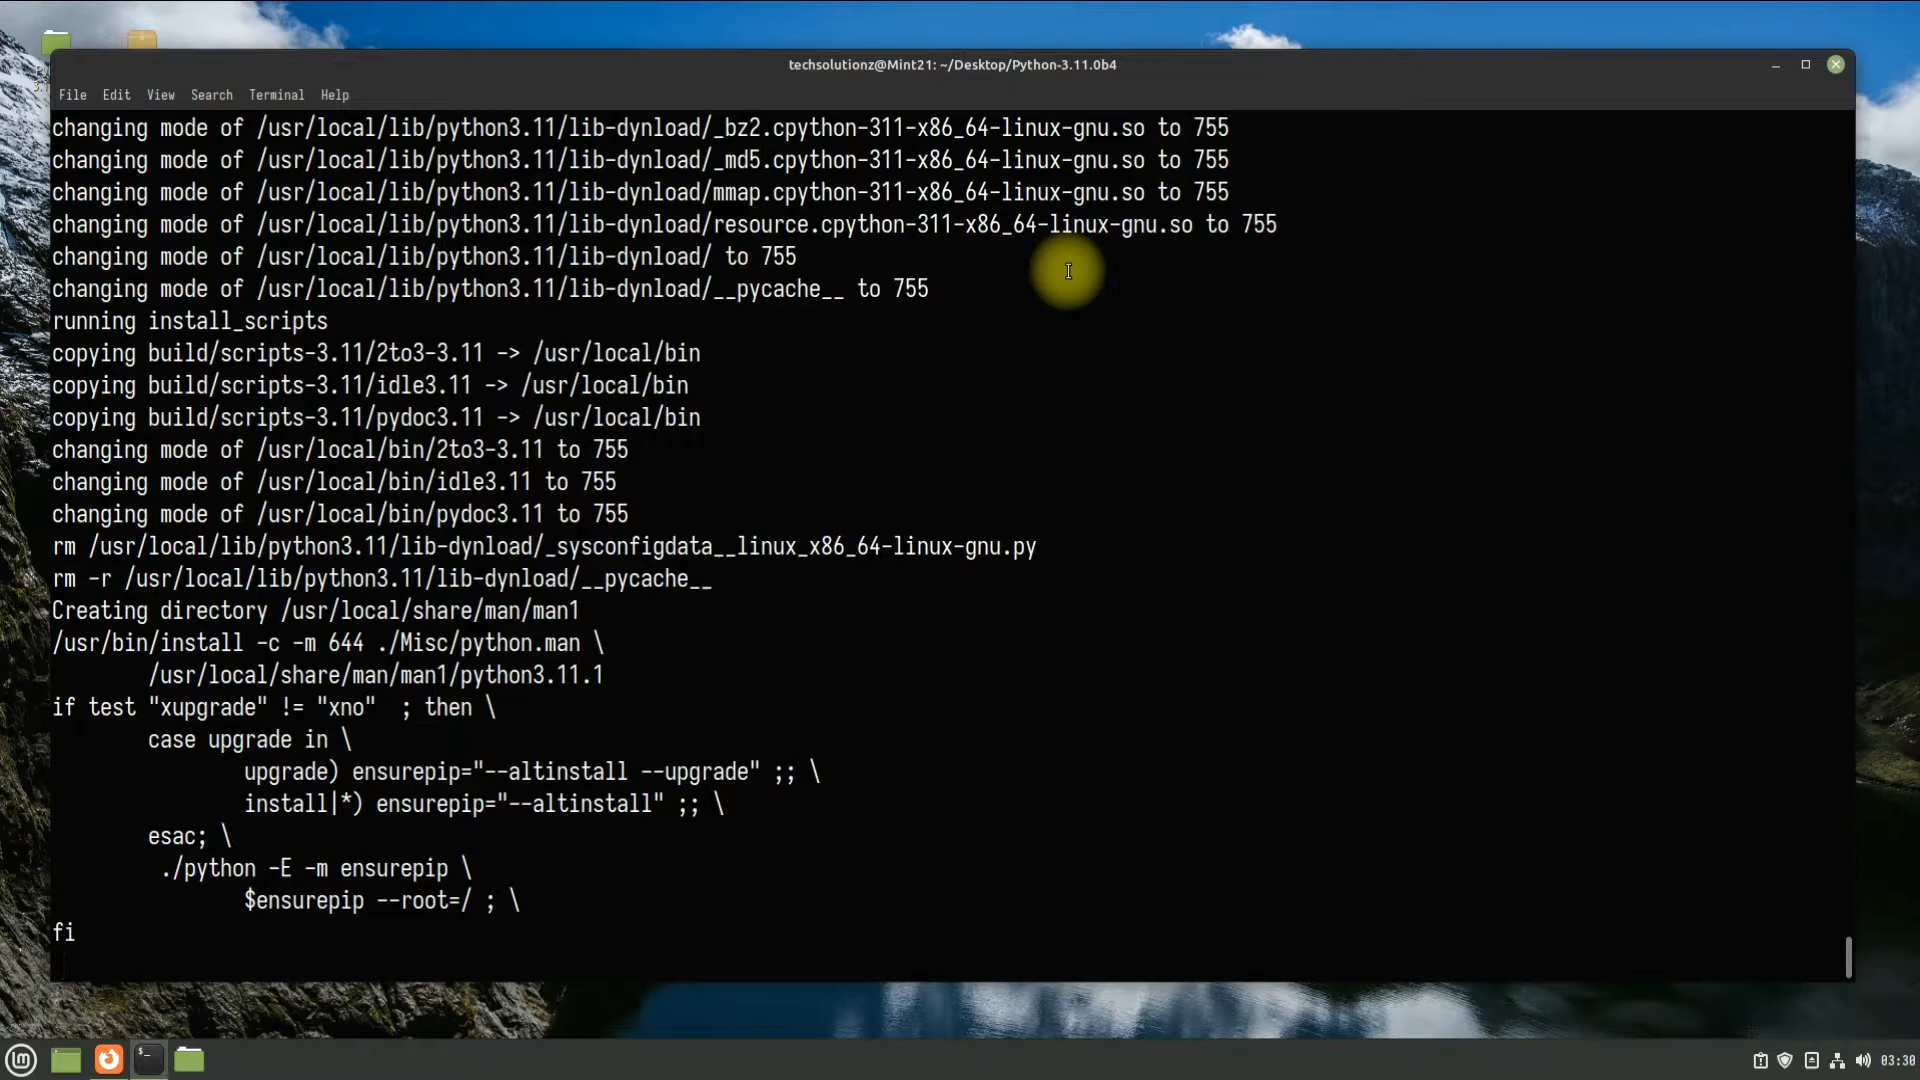 techsolutionz@Mint21: ~/Desktop/Python-3.11.0b4
File Edit View Search Terminal Help
changing mode of /usr/local/lib/python3.11/lib-dynload/_bz2.cpython-311-x86_64-linux-gnu.so to 755
changing mode of /usr/local/lib/python3.11/lib-dynload/_md5.cpython-311-x86_64-linux-gnu.so to 755
changing mode of /usr/local/lib/python3.11/lib-dynload/mmap.cpython-311-x86_64-linux-gnu.so to 755
changing mode of /usr/local/lib/python3.11/lib-dynload/resource.cpython-311-x86_64-linux-gnu.so to 755
changing mode of /usr/local/lib/python3.11/lib-dynload/ to 755
changing mode of /usr/local/lib/python3.11/lib-dynload/__pycache__ to 755
running install_scripts
copying build/scripts-3.11/2to3-3.11 -> /usr/local/bin
copying build/scripts-3.11/idle3.11 -> /usr/local/bin
copying build/scripts-3.11/pydoc3.11 -> /usr/local/bin
changing mode of /usr/local/bin/2to3-3.11 to 755
changing mode of /usr/local/bin/idle3.11 to 755
changing mode of /usr/local/bin/pydoc3.11 to 755
rm /usr/local/lib/python3.11/lib-dynload/_sysconfigdata__linux_x86_64-linux-gnu.py
rm -r /usr/local/lib/python3.11/lib-dynload/__pycache__
Creating directory /usr/local/share/man/man1
/usr/bin/install -c -m 644 ./Misc/python.man \
/usr/local/share/man/man1/python3.11.1
if test "xupgrade" != "xno"  ; then \
case upgrade in \
upgrade) ensurepip="--altinstall --upgrade" ;; \
install|*) ensurepip="--altinstall" ;; \
esac; \
./python -E -m ensurepip \
$ensurepip --root=/ ; \
fi
03:30